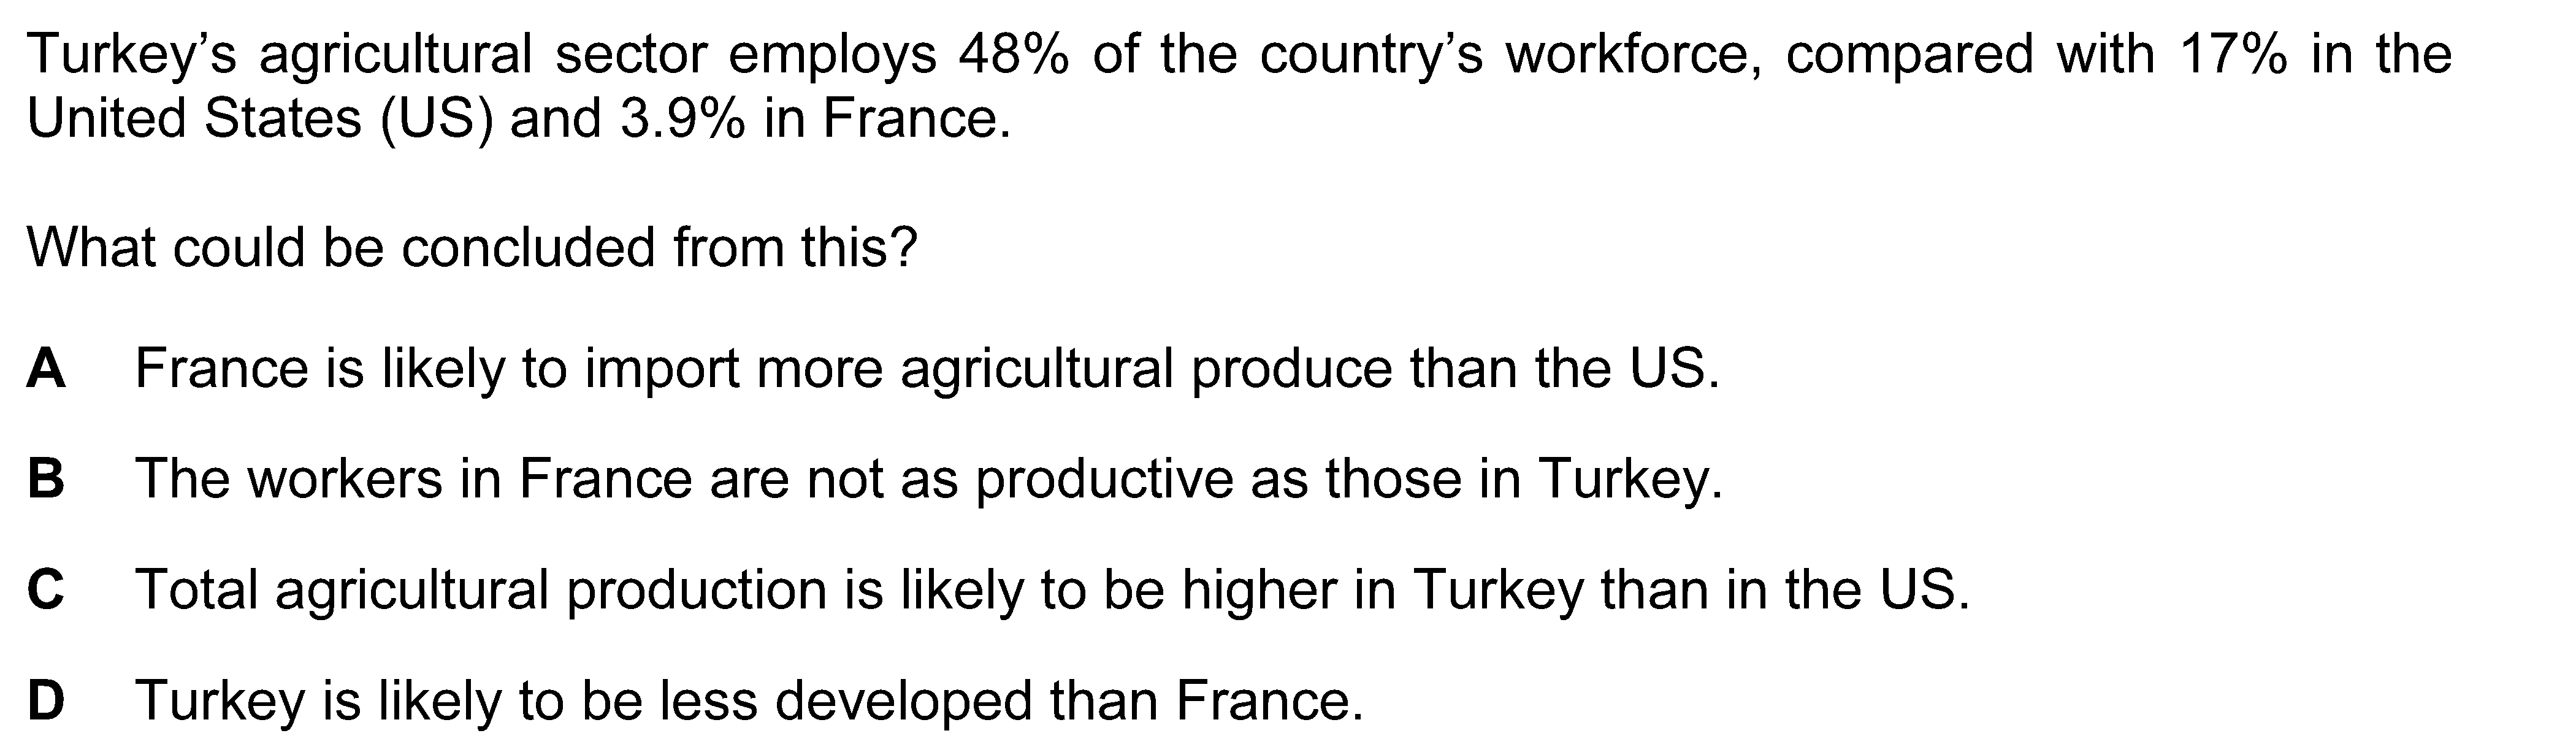 Turkey’s agricultural sector employs 48% of the country’s workforce, compared with 17% in the
United States (US) and 3.9% in France.
What could be concluded from this?
A France is likely to import more agricultural produce than the US.
B The workers in France are not as productive as those in Turkey.
C Total agricultural production is likely to be higher in Turkey than in the US.
D Turkey is likely to be less developed than France.